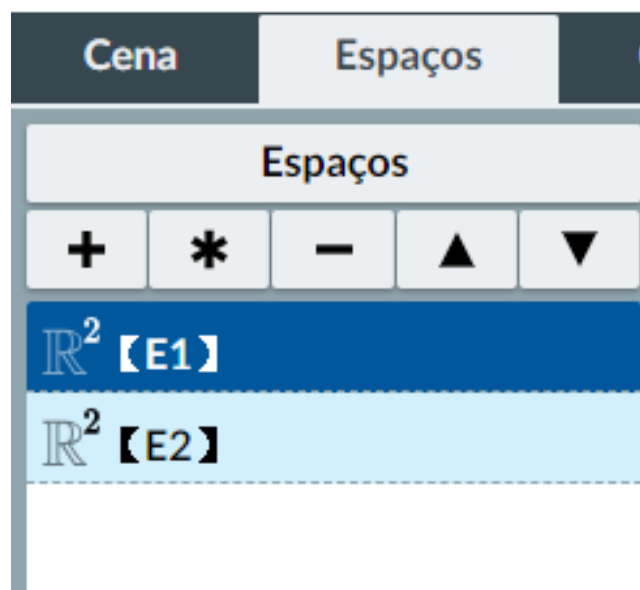 Cena Espaços
Espaços
+ * − ▲ ▼
ℝ² 【E1】
ℝ² 【E2】